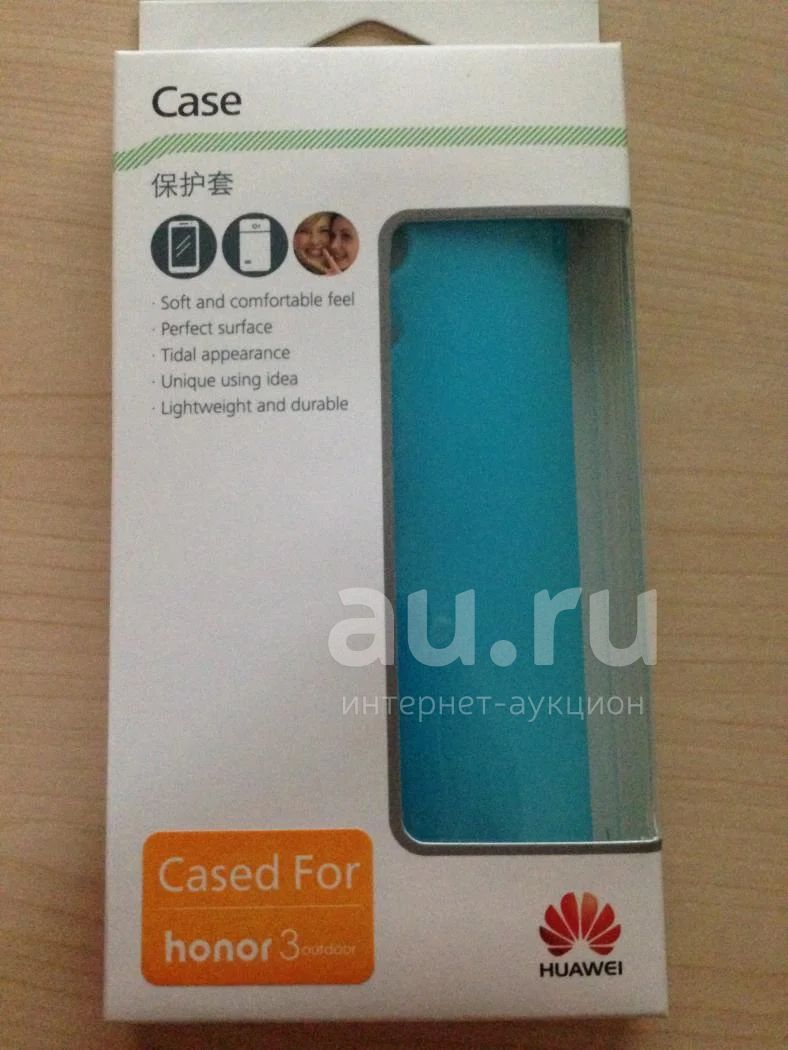 Case
保护套
· Soft and comfortable feel
· Perfect surface
· Tidal appearance
· Unique using idea
· Lightweight and durable
au.ru
интернет-аукцион
Cased For
honor 3 outdoor
HUAWEI